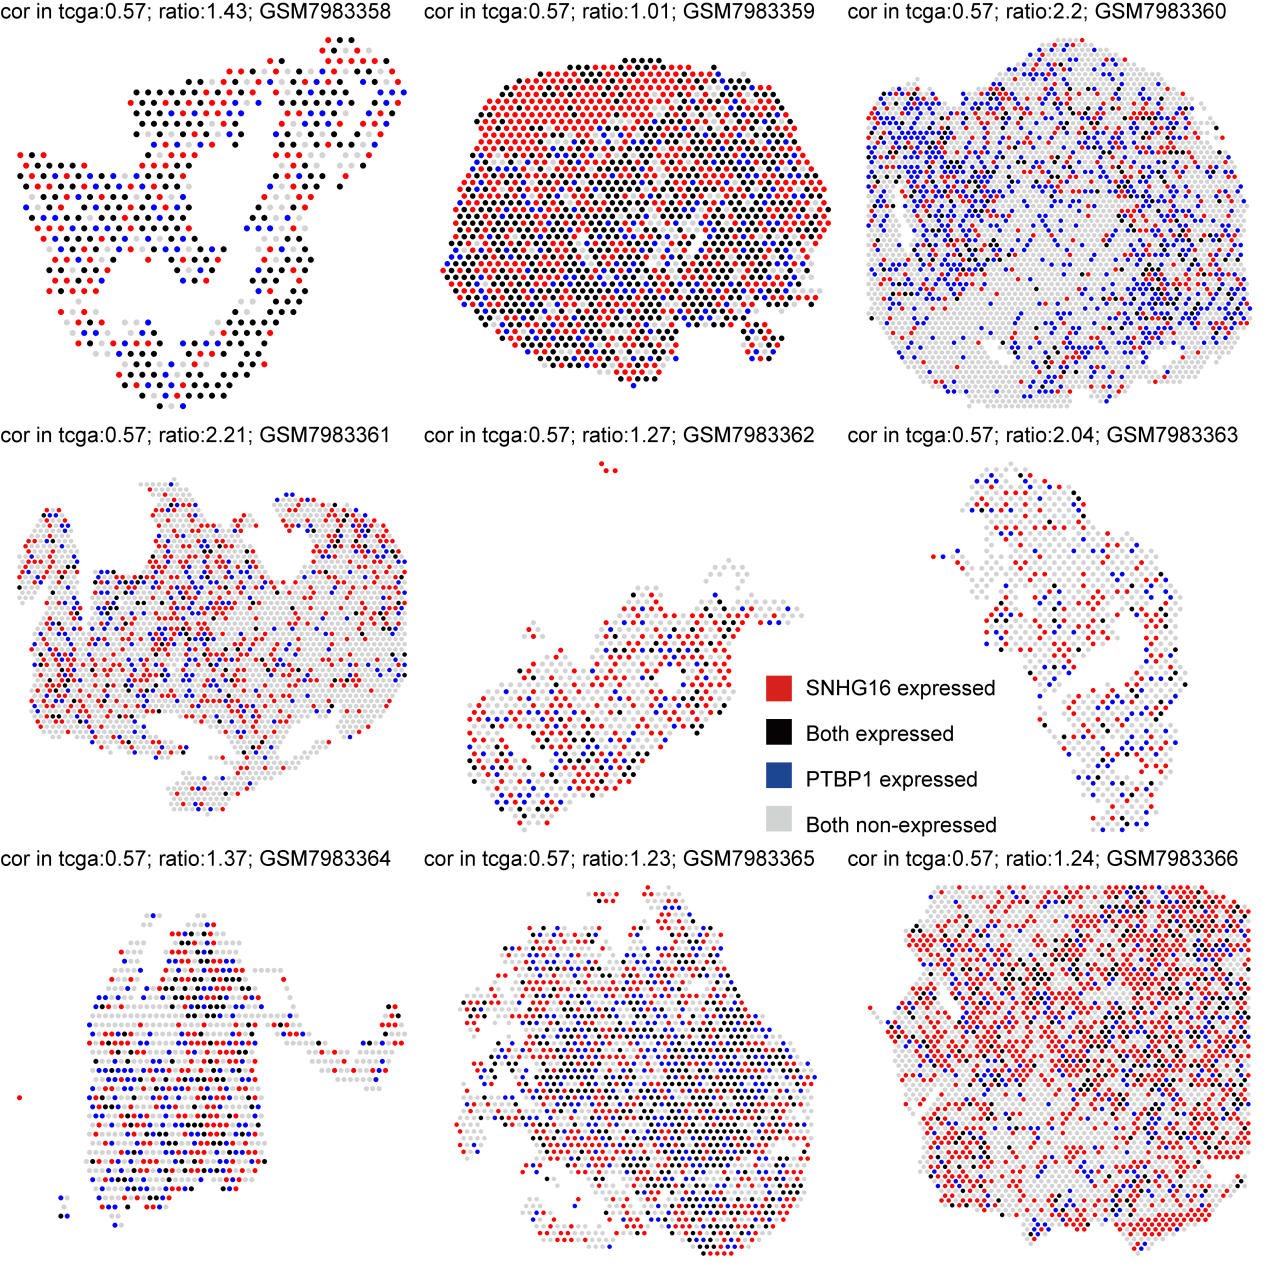 cor in tcga:0.57; ratio:1.43; GSM7983358
cor in tcga:0.57; ratio:1.01; GSM7983359
cor in tcga:0.57; ratio:2.2; GSM7983360
cor in tcga:0.57; ratio:2.21; GSM7983361
cor in tcga:0.57; ratio:1.27; GSM7983362
cor in tcga:0.57; ratio:2.04; GSM7983363
SNHG16 expressed
Both expressed
PTBP1 expressed
Both non-expressed
cor in tcga:0.57; ratio:1.37; GSM7983364
cor in tcga:0.57; ratio:1.23; GSM7983365
cor in tcga:0.57; ratio:1.24; GSM7983366